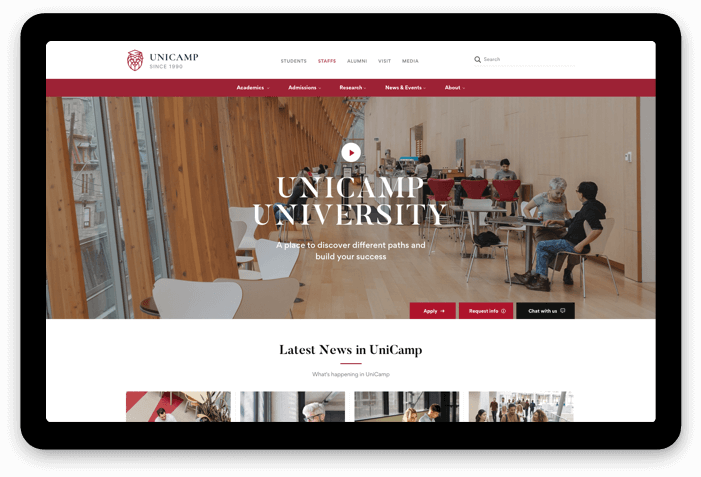 UNICAMP
SINCE 1990
STUDENTS STAFFS ALUMNI VISIT MEDIA
Search
Academics Admissions Research News & Events About
UNICAMP
UNIVERSITY
A place to discover different paths and
build your success
Apply Request info Chat with us
Latest News in UniCamp
What's happening in UniCamp